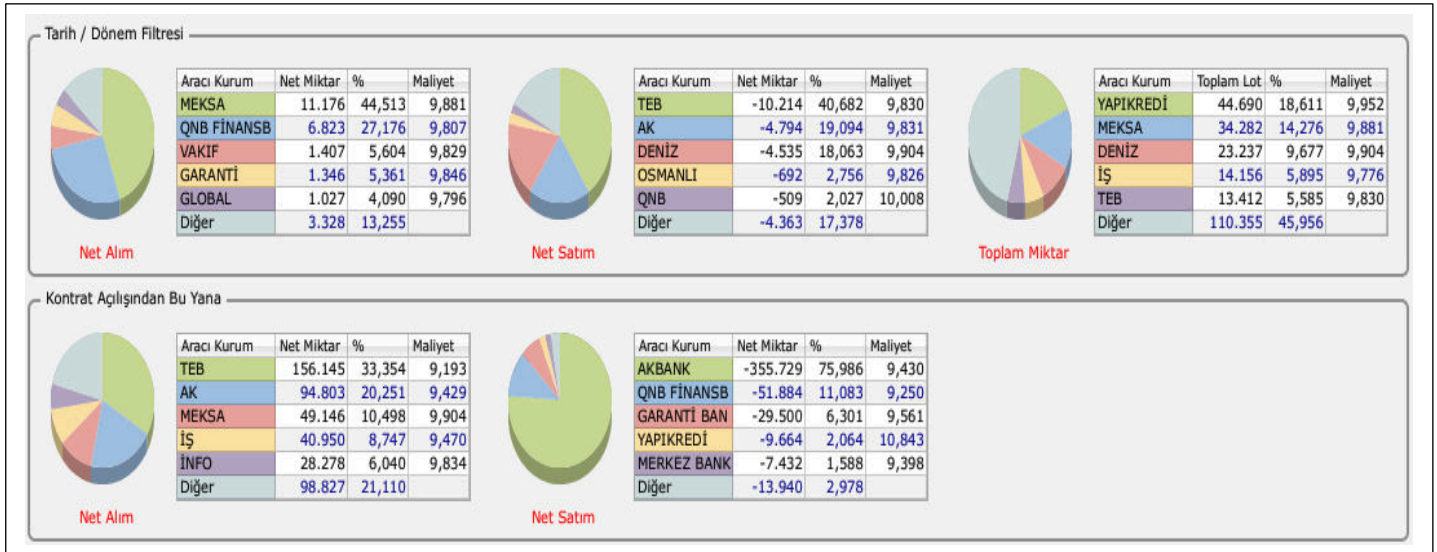 Tarih / Dönem Filtresi
Aracı Kurum Net Miktar % Maliyet
MEKSA 11.176 44,513 9,881
QNB FİNANSB 6.823 27,176 9,807
VAKIF 1.407 5,604 9,829
GARANTİ 1.346 5,361 9,846
GLOBAL 1.027 4,090 9,796
Diğer 3.328 13,255
Net Alım
Aracı Kurum Net Miktar % Maliyet
TEB -10.214 40,682 9,830
AK -4.794 19,094 9,831
DENİZ -4.535 18,063 9,904
OSMANLI -692 2,756 9,826
QNB -509 2,027 10,008
Diğer -4.363 17,378
Net Satım
Aracı Kurum Toplam Lot % Maliyet
YAPIKREDİ 44.690 18,611 9,952
MEKSA 34.282 14,276 9,881
DENİZ 23.237 9,677 9,904
İŞ 14.156 5,895 9,776
TEB 13.412 5,585 9,830
Diğer 110.355 45,956
Toplam Miktar
Kontrat Açılışından Bu Yana
Aracı Kurum Net Miktar % Maliyet
TEB 156.145 33,354 9,193
AK 94.803 20,251 9,429
MEKSA 49.146 10,498 9,904
İŞ 40.950 8,747 9,470
İNFO 28.278 6,040 9,834
Diğer 98.827 21,110
Net Alım
Aracı Kurum Net Miktar % Maliyet
AKBANK -355.729 75,986 9,430
QNB FİNANSB -51.884 11,083 9,250
GARANTİ BAN -29.500 6,301 9,561
YAPIKREDİ -9.664 2,064 10,843
MERKEZ BANK -7.432 1,588 9,398
Diğer -13.940 2,978
Net Satım